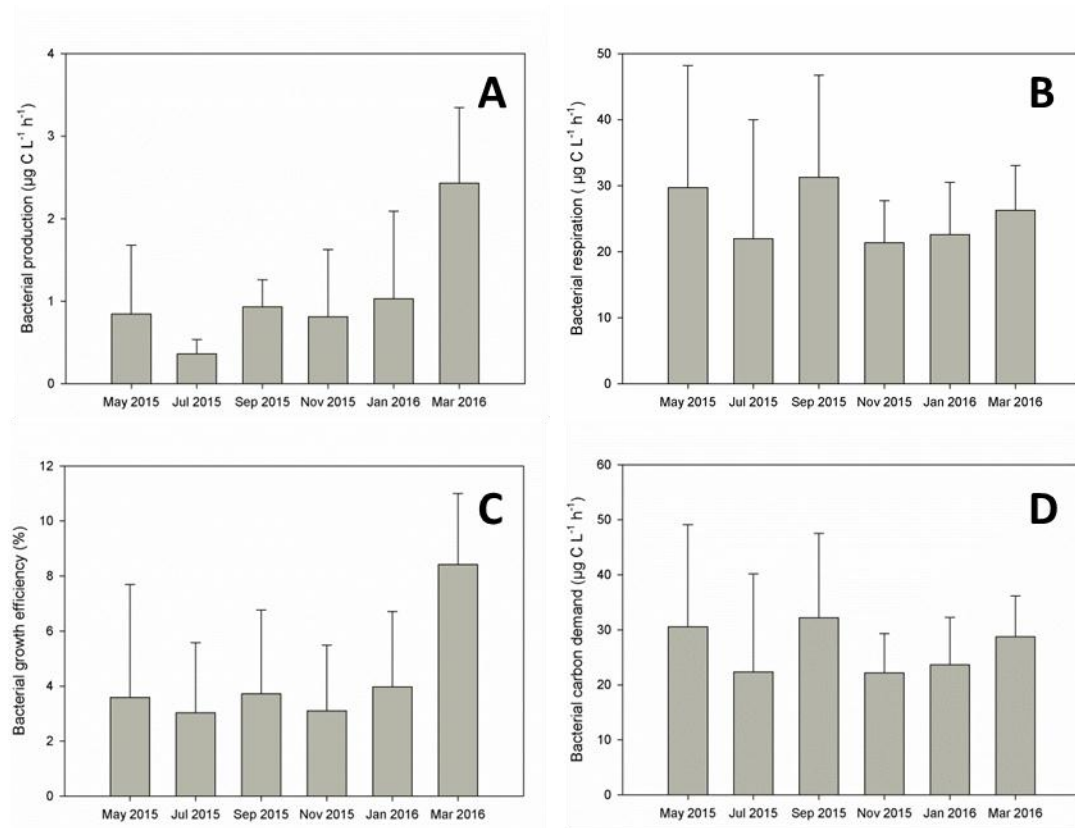 A
Bacterial production (µg C L⁻¹ h⁻¹)
4
3
2
1
0
May 2015 Jul 2015 Sep 2015 Nov 2015 Jan 2016 Mar 2016
B
Bacterial respiration ( µg C L⁻¹ h⁻¹)
50
40
30
20
10
0
May 2015 Jul 2015 Sep 2015 Nov 2015 Jan 2016 Mar 2016
C
Bacterial growth efficiency (%)
12
10
8
6
4
2
0
May 2015 Jul 2015 Sep 2015 Nov 2015 Jan 2016 Mar 2016
D
Bacterial carbon demand (µg C L⁻¹ h⁻¹)
60
50
40
30
20
10
0
May 2015 Jul 2015 Sep 2015 Nov 2015 Jan 2016 Mar 2016